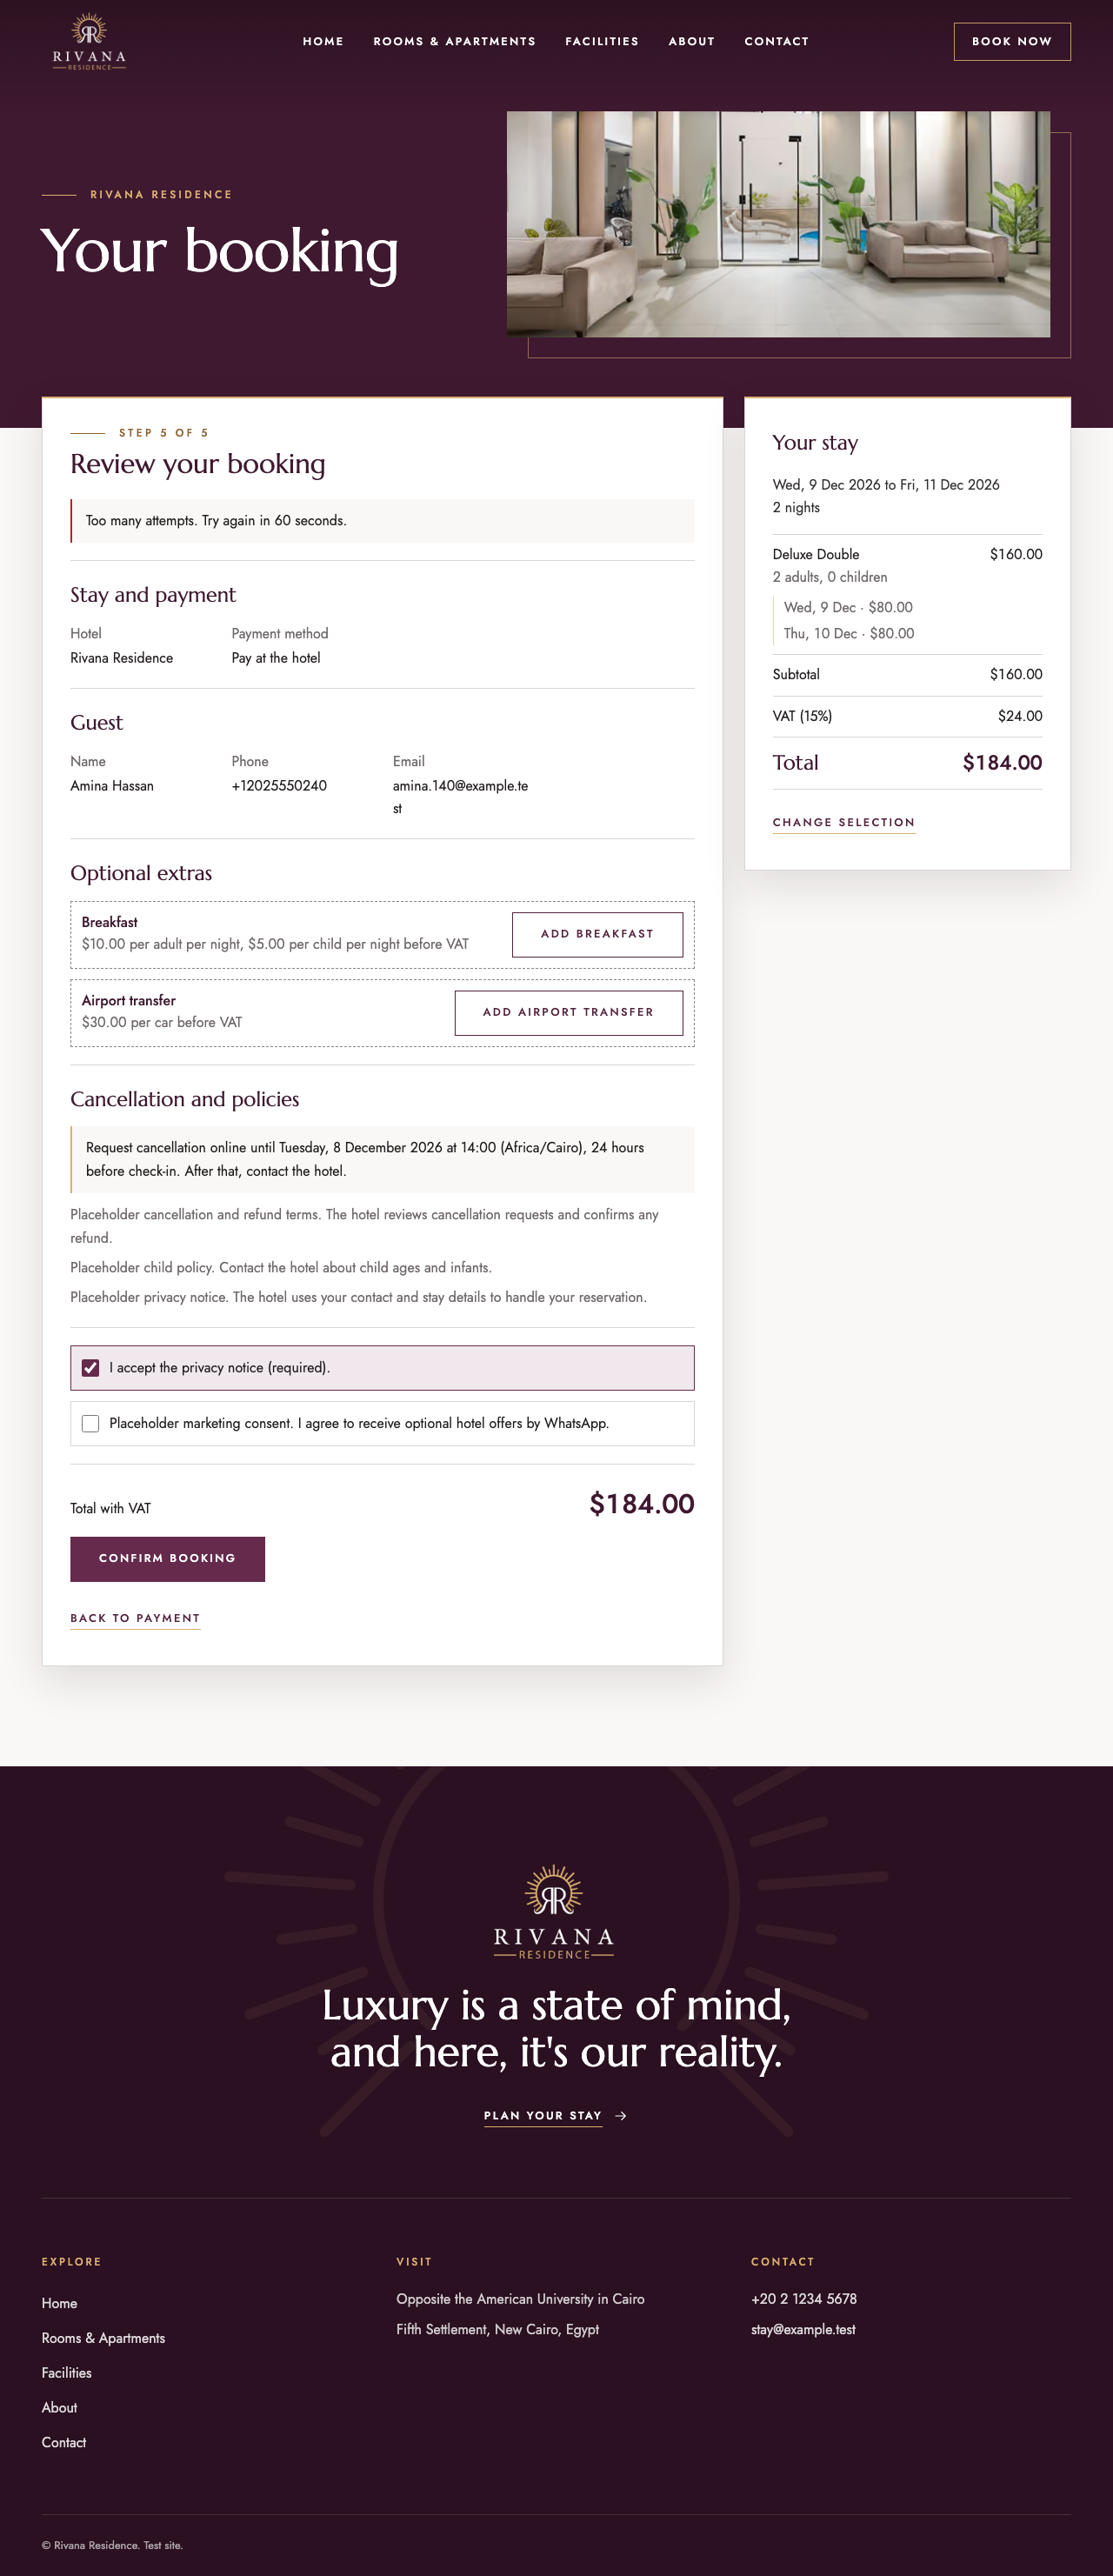 RIVANA
RESIDENCE
HOME
ROOMS & APARTMENTS
FACILITIES
ABOUT
CONTACT
BOOK NOW
RIVANA RESIDENCE
Your booking
STEP 5 OF 5
Review your booking
Too many attempts. Try again in 60 seconds.
Stay and payment
Hotel
Rivana Residence
Payment method
Pay at the hotel
Guest
Name
Amina Hassan
Phone
+12025550240
Email
amina.140@example.te
st
Optional extras
Breakfast
$10.00 per adult per night, $5.00 per child per night before VAT
ADD BREAKFAST
Airport transfer
$30.00 per car before VAT
ADD AIRPORT TRANSFER
Cancellation and policies
Request cancellation online until Tuesday, 8 December 2026 at 14:00 (Africa/Cairo), 24 hours
before check-in. After that, contact the hotel.
Placeholder cancellation and refund terms. The hotel reviews cancellation requests and confirms any
refund.
Placeholder child policy. Contact the hotel about child ages and infants.
Placeholder privacy notice. The hotel uses your contact and stay details to handle your reservation.
I accept the privacy notice (required).
Placeholder marketing consent. I agree to receive optional hotel offers by WhatsApp.
Total with VAT
$184.00
CONFIRM BOOKING
BACK TO PAYMENT
Your stay
Wed, 9 Dec 2026 to Fri, 11 Dec 2026
2 nights
Deluxe Double
$160.00
2 adults, 0 children
Wed, 9 Dec · $80.00
Thu, 10 Dec · $80.00
Subtotal
$160.00
VAT (15%)
$24.00
Total
$184.00
CHANGE SELECTION
RIVANA
RESIDENCE
Luxury is a state of mind,
and here, it's our reality.
PLAN YOUR STAY →
EXPLORE
Home
Rooms & Apartments
Facilities
About
Contact
VISIT
Opposite the American University in Cairo
Fifth Settlement, New Cairo, Egypt
CONTACT
+20 2 1234 5678
stay@example.test
© Rivana Residence. Test site.